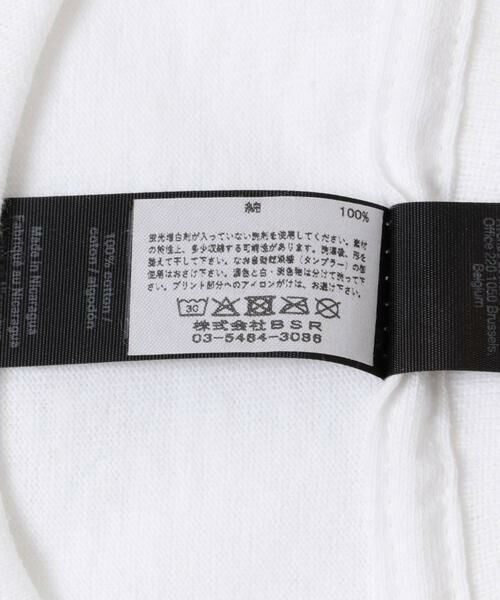 綿 100%
蛍光増白剤が入っていない洗剤を使用してください。素材
の特性上、多少収縮する可能性があります。洗濯後、形を
整えて干して下さい。なお自動乾燥機（タンブラー）の御
使用はおさけ下さい。濃色と白・淡色物は分けて洗って下
さい。プリント部分へのアイロンがけは、お避け下さい。
30
株式会社BSR
03-5484-3086
100% cotton /
coton / algodon
Made in Nicaragua
Fabriqué au Nicaragua
Belgium